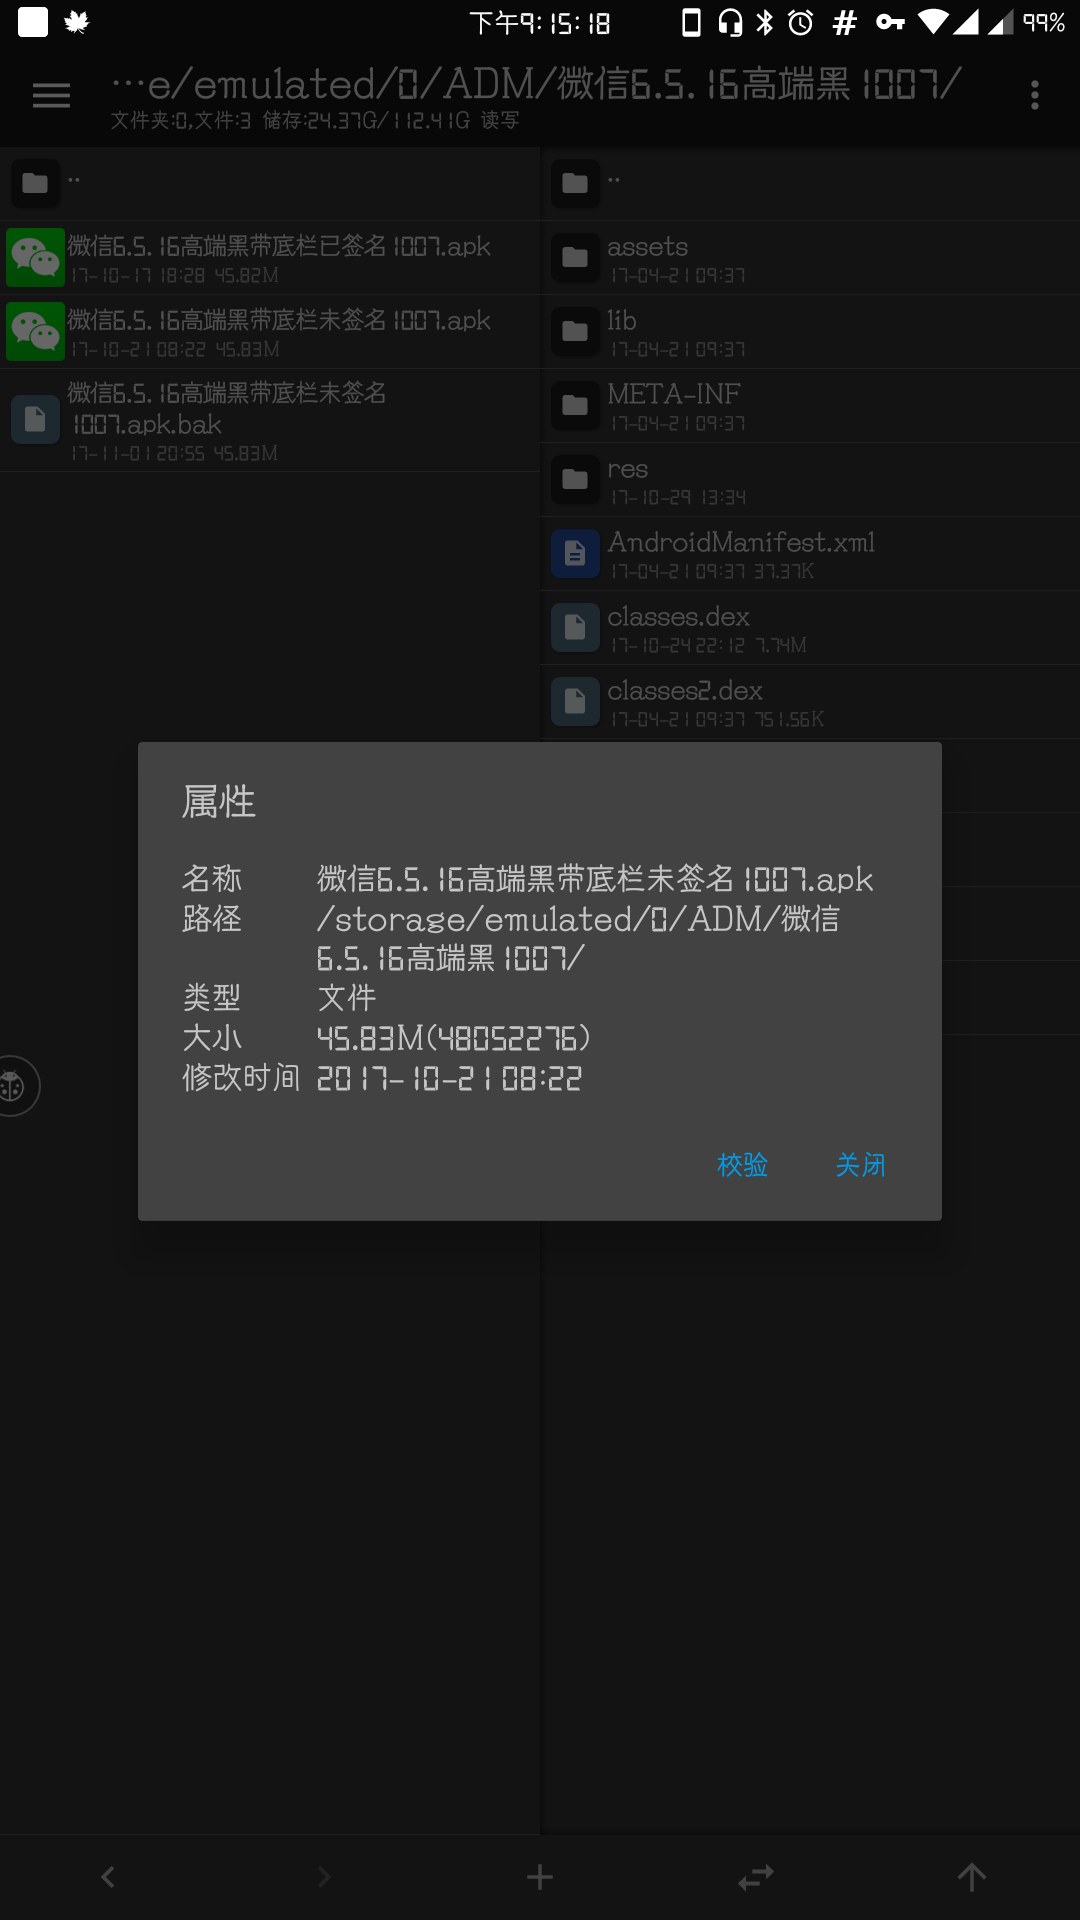 下午9:15:18
99%
…e/emulated/0/ADM/微信6.5.16高端黑1007/
文件夹:0,文件:3 储存:24.37G/112.41G 读写
..
微信6.5.16高端黑带底栏已签名1007.apk
17-10-17 18:28 45.82M
微信6.5.16高端黑带底栏未签名1007.apk
17-10-21 08:22 45.83M
微信6.5.16高端黑带底栏未签名
1007.apk.bak
17-11-01 20:55 45.83M
..
assets
17-04-21 09:37
lib
17-04-21 09:37
META-INF
17-04-21 09:37
res
17-10-29 13:34
AndroidManifest.xml
17-04-21 09:37 37.37K
classes.dex
17-10-24 22:12 7.74M
classes2.dex
17-04-21 09:37 751.56K
属性
名称 微信6.5.16高端黑带底栏未签名1007.apk
路径 /storage/emulated/0/ADM/微信
6.5.16高端黑1007/
类型 文件
大小 45.83M(48052276)
修改时间 2017-10-21 08:22
校验 关闭